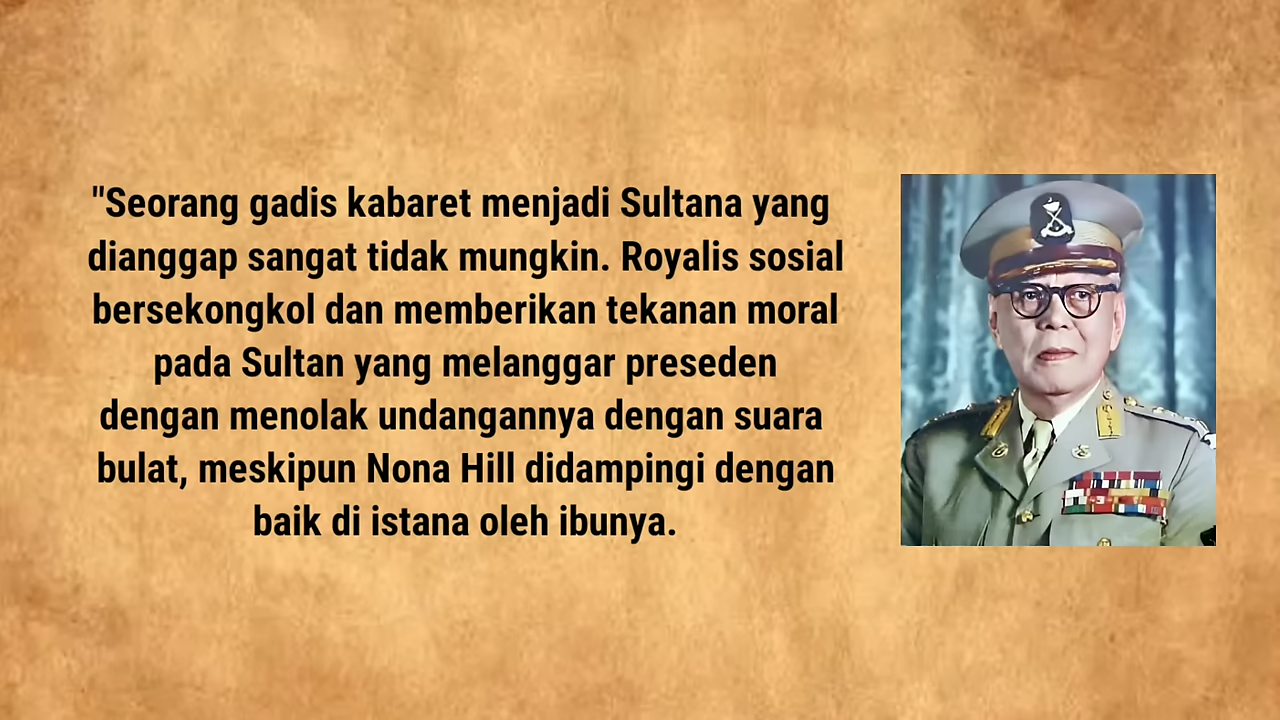 "Seorang gadis kabaret menjadi Sultana yang
dianggap sangat tidak mungkin. Royalis sosial
bersekongkol dan memberikan tekanan moral
pada Sultan yang melanggar preseden
dengan menolak undangannya dengan suara
bulat, meskipun Nona Hill didampingi dengan
baik di istana oleh ibunya.